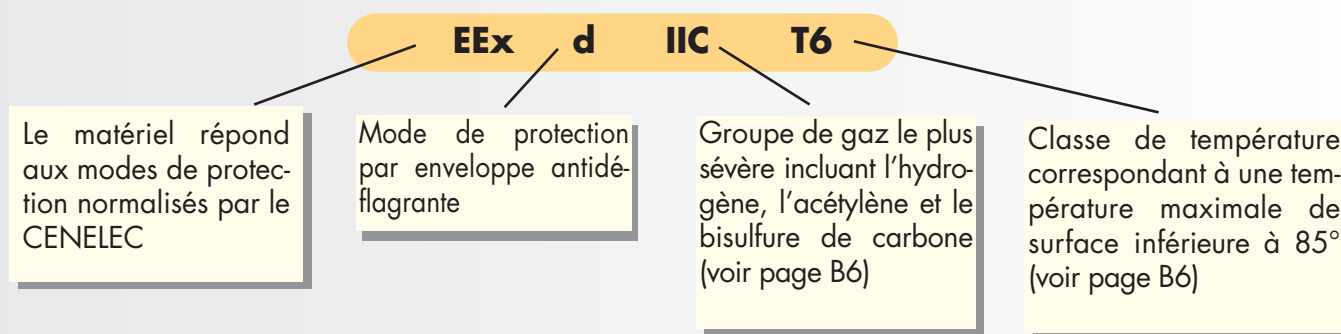 EEx d IIC T6
Le matériel répond
aux modes de protec-
tion normalisés par le
CENELEC
Mode de protection
par enveloppe antidé-
flagrante
Groupe de gaz le plus
sévère incluant l'hydro-
gène, l'acétylène et le
bisulfure de carbone
(voir page B6)
Classe de température
correspondant à une tem-
pérature maximale de
surface inférieure à 85°
(voir page B6)